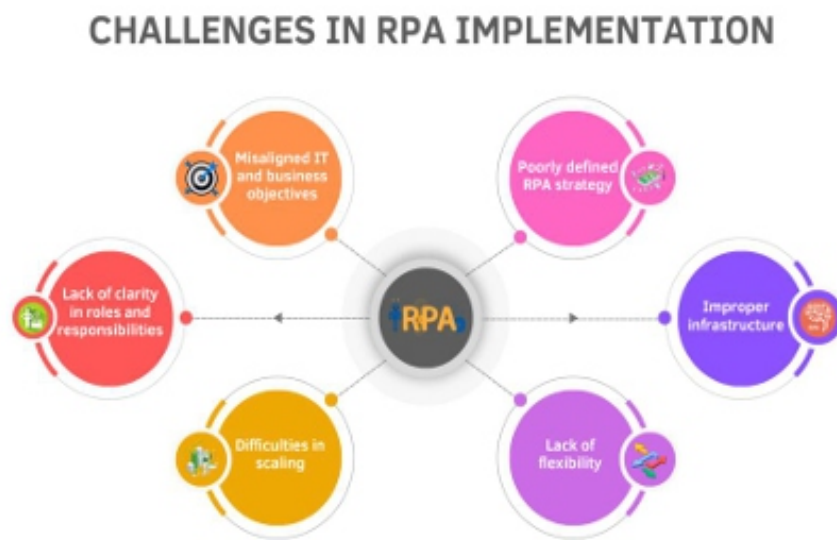 CHALLENGES IN RPA IMPLEMENTATION
Misaligned IT
and business
objectives
Poorly defined
RPA strategy
Lack of clarity
in roles and
responsibilities
RPA
Improper
infrastructure
Difficulties in
scaling
Lack of
flexibility